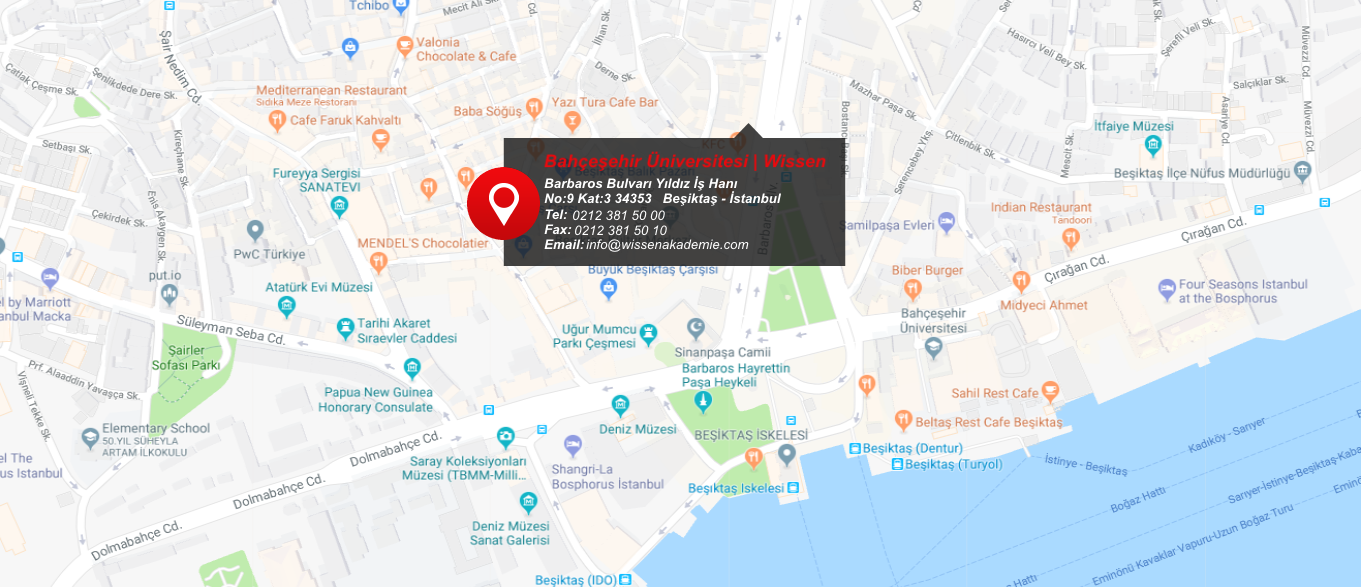 Tchibo
Mecit Ali Sk.
Valonia
Chocolate & Cafe
Şair Nedim Cd.
Ihlan Sk.
Derne Sk.
Hasırcı Veli Bey Sk.
Şerefli Veli Sk.
Müvezzi Cd.
Çatlak Çeşme Sk.
Şenlikdede Dere Sk.
Mediterranean Restaurant
Sıdıka Meze Restoranı
Cafe Faruk Kahvaltı
Baba Söğüş
Yazı Tura Cafe Bar
Mazhar Paşa Sk.
Salçıklar Sk.
Asariye Cd.
Müvezzi Cd.
Setbaşı Sk.
Kireçhane Sk.
KFC
Çitlenbik Sk.
Mescit Sk.
İtfaiye Müzesi
Serencebey Ykş.
Bahçeşehir Üniversitesi | Wissen
Beşiktaş Balık Pazarı
Barbaros Bulvarı Yıldız İş Hanı
No:9 Kat:3 34353 Beşiktaş - İstanbul
Tel: 0212 381 50 00
Fax: 0212 381 50 10
Email: info@wissenakademie.com
Fureyya Sergisi
SANATEVI
Beşiktaş İlçe Nüfus Müdürlüğü
Enis Akaygen Sk.
Çekirdek Sk.
Indian Restaurant
Tandoori
Samilpaşa Evleri
Çırağan Cd.
PwC Türkiye
MENDEL'S Chocolatier
Büyük Beşiktaş Çarşısı
Biber Burger
Çırağan Cd.
put.io
Atatürk Evi Müzesi
Four Seasons Istanbul
at the Bosphorus
el by Marriott
anbul Macka
Midyeci Ahmet
Bahçeşehir
Üniversitesi
Süleyman Seba Cd.
Tarihi Akaret
Sıraevler Caddesi
Uğur Mumcu
Parkı Çeşmesi
Sinanpaşa Camii
Şairler
Sofası Parkı
Barbaros Hayrettin
Paşa Heykeli
Prf. Alaaddin Yavaşça Sk.
Vişneli Tekke Sk.
Papua New Guinea
Honorary Consulate
Sahil Rest Cafe
Beltaş Rest Cafe Beşiktaş
Elementary School
50.YIL SÜHEYLA
ARTAM İLKOKULU
Deniz Müzesi
BEŞİKTAŞ İSKELESİ
Dolmabahçe Cd.
Beşiktaş (Dentur)
Beşiktaş (Turyol)
Kadıköy - Sarıyer
el The
us Istanbul
Saray Koleksiyonları
Müzesi (TBMM-Milli...
Shangri-La
Bosphorus İstanbul
Beşiktaş İskelesi
İstinye - Beşiktaş
Boğaz Hattı
Sarıyer-İstinye-Beşiktaş-Kaba
Dolmabahçe Cd.
Deniz Müzesi
Sanat Galerisi
Dolmabahçe Cd.
Eminönü Kavaklar Vapuru-Uzun Boğaz Turu
Beşiktaş (IDO)
Hattı